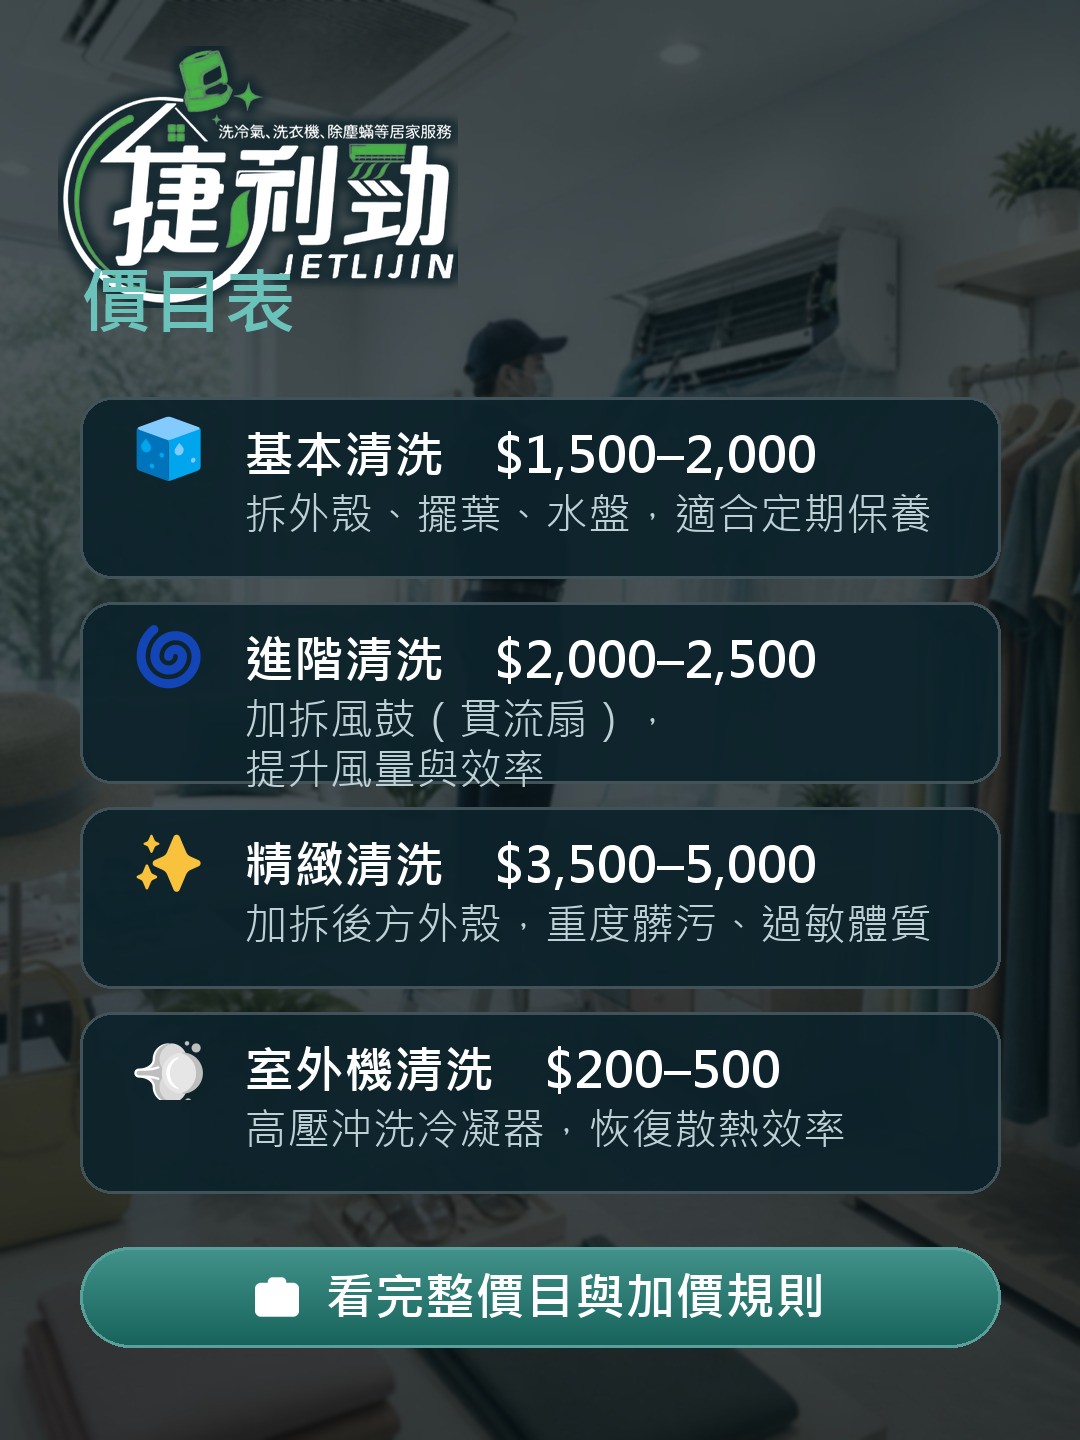 洗冷氣、洗衣機、除塵蟎等居家服務
捷利勁
JETLIJIN
價目表
基本清洗 $1,500–2,000
拆外殼、擺葉、水盤，適合定期保養
進階清洗 $2,000–2,500
加拆風鼓（貫流扇），
提升風量與效率
精緻清洗 $3,500–5,000
加拆後方外殼，重度髒污、過敏體質
室外機清洗 $200–500
高壓沖洗冷凝器，恢復散熱效率
看完整價目與加價規則